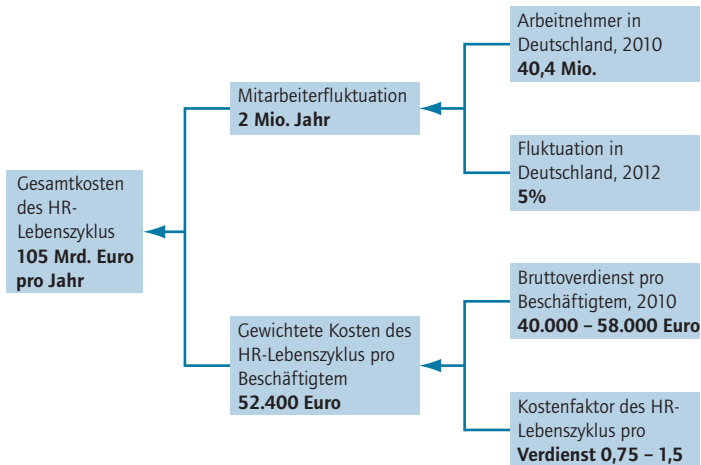 Arbeitnehmer in
Deutschland, 2010
40,4 Mio.
Mitarbeiterfluktuation
2 Mio. Jahr
Fluktuation in
Deutschland, 2012
5%
Gesamtkosten
des HR-
Lebenszyklus
105 Mrd. Euro
pro Jahr
Bruttoverdienst pro
Beschäftigtem, 2010
40.000 – 58.000 Euro
Gewichtete Kosten des
HR-Lebenszyklus pro
Beschäftigtem
52.400 Euro
Kostenfaktor des HR-
Lebenszyklus pro
Verdienst 0,75 – 1,5